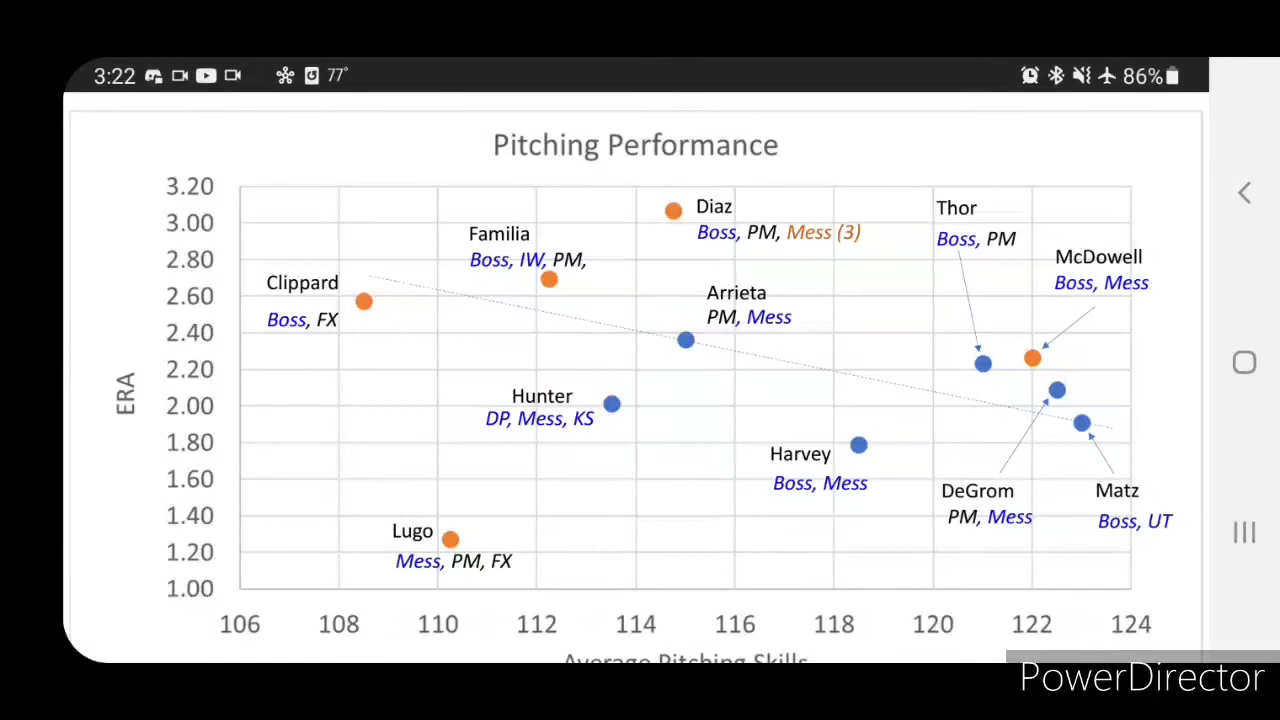 3:22 77° 86%
Pitching Performance
3.20
3.00
2.80
2.60
2.40
2.20
2.00
1.80
1.60
1.40
1.20
1.00
ERA
Diaz
Boss, PM, Mess (3)
Thor
Boss, PM
Familia
Boss, IW, PM,
McDowell
Boss, Mess
Clippard
Boss, FX
Arrieta
PM, Mess
Hunter
DP, Mess, KS
Harvey
Boss, Mess
DeGrom
PM, Mess
Matz
Boss, UT
Lugo
Mess, PM, FX
106 108 110 112 114 116 118 120 122 124
Average Pitching Skills
PowerDirector